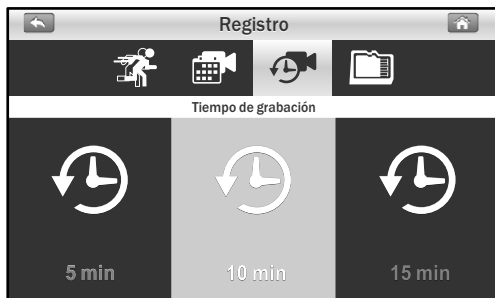 Registro
Tiempo de grabación
5 min
10 min
15 min